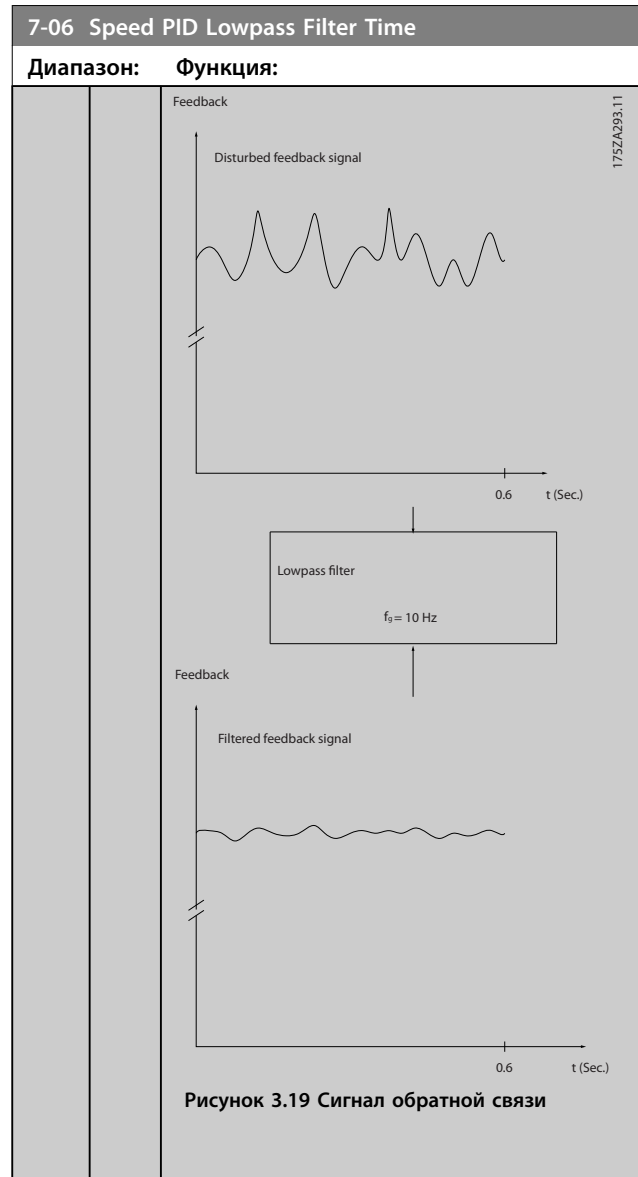 7-06 Speed PID Lowpass Filter Time
Диапазон: Функция:
Feedback
175ZA293.11
Disturbed feedback signal
0.6 t (Sec.)
Lowpass filter
f₉ = 10 Hz
Feedback
Filtered feedback signal
0.6 t (Sec.)
Рисунок 3.19 Сигнал обратной связи